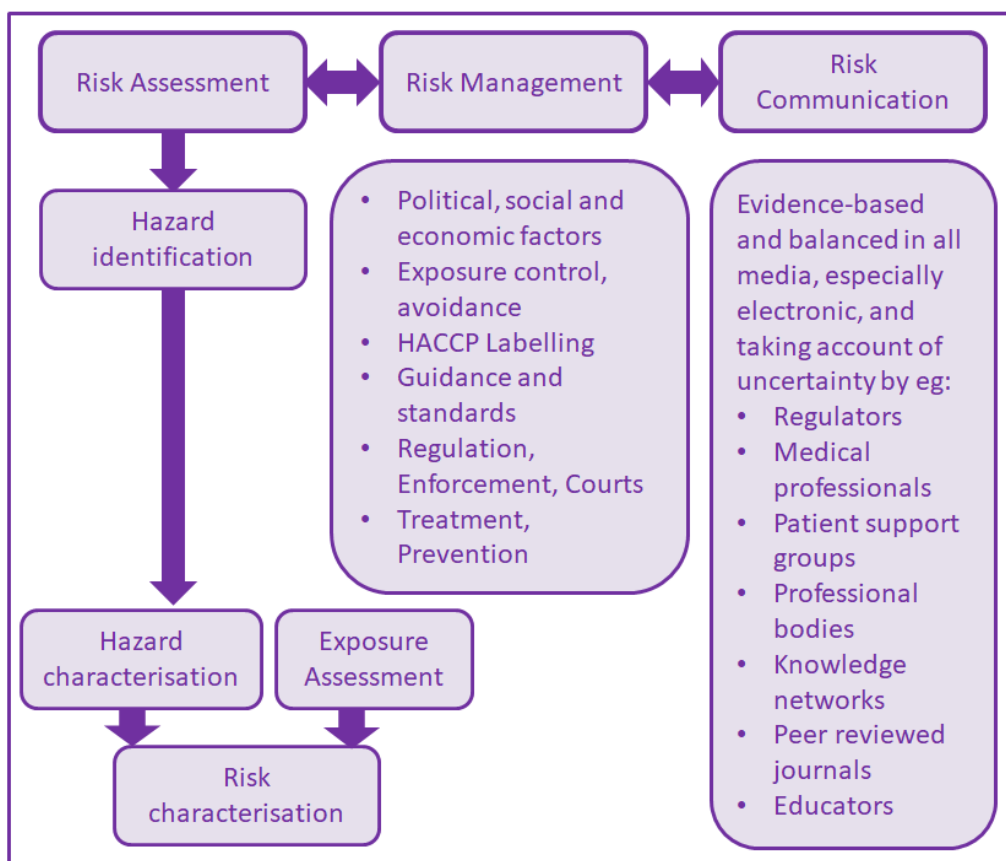 Risk Assessment
Risk Management
Risk
Communication
Hazard
identification
• Political, social and
economic factors
• Exposure control,
avoidance
• HACCP Labelling
• Guidance and
standards
• Regulation,
Enforcement, Courts
• Treatment,
Prevention
Evidence-based
and balanced in all
media, especially
electronic, and
taking account of
uncertainty by eg:
• Regulators
• Medical
professionals
• Patient support
groups
• Professional
bodies
• Knowledge
networks
• Peer reviewed
journals
• Educators
Hazard
characterisation
Exposure
Assessment
Risk
characterisation